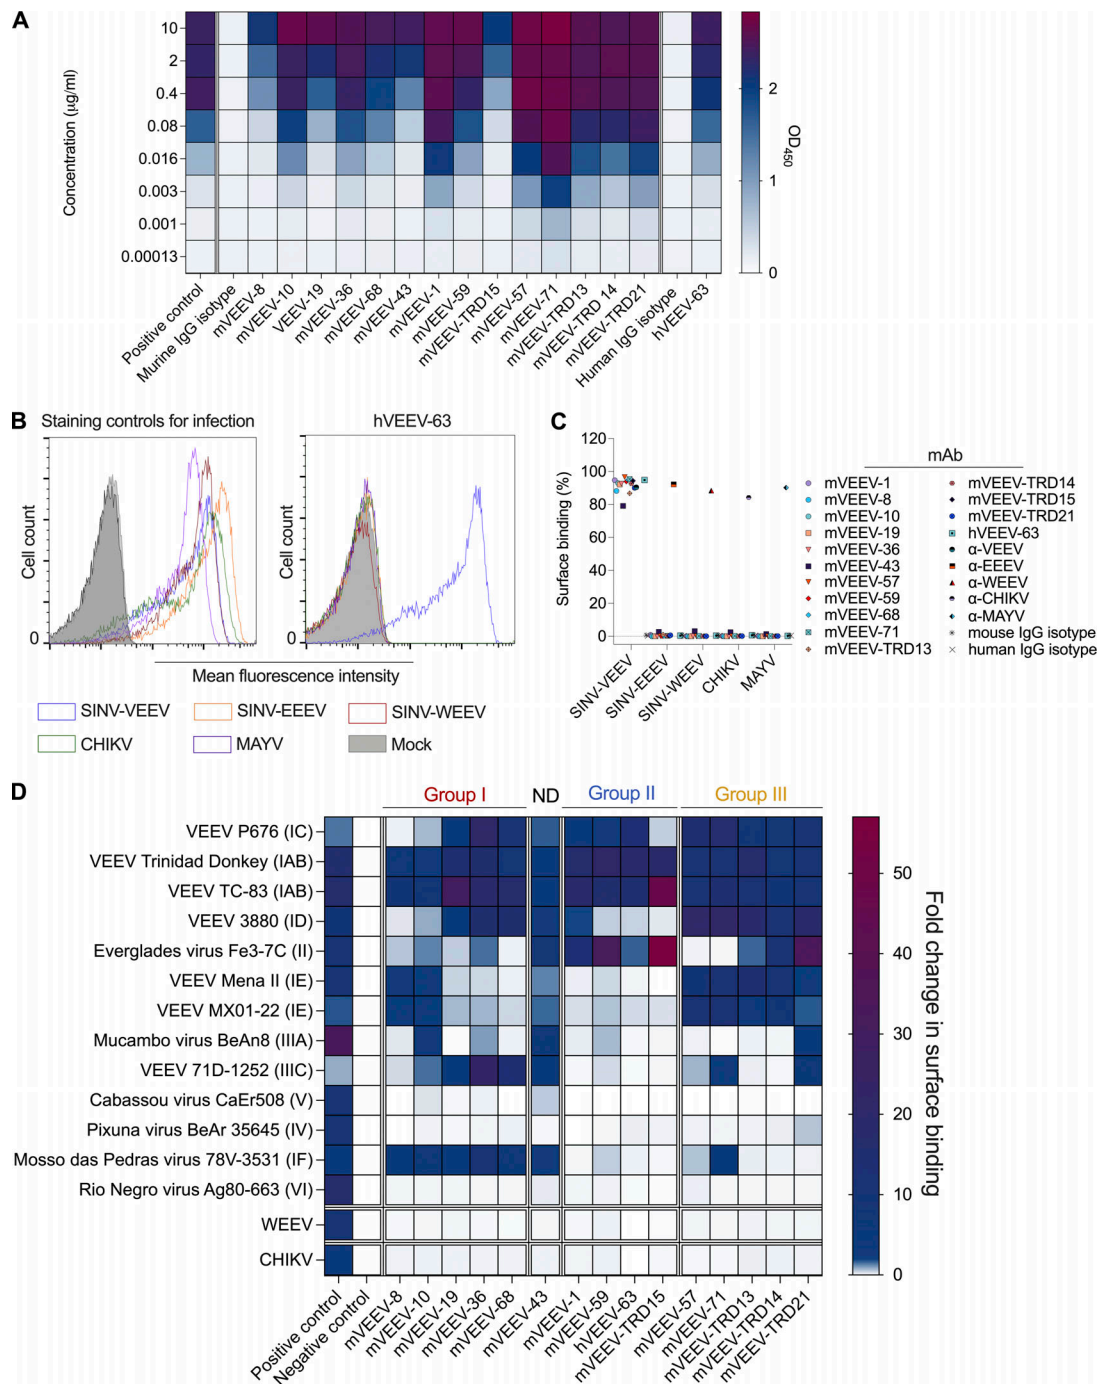 A
Concentration (µg/ml)
10
2
0.4
0.08
0.016
0.003
0.001
0.00013
2
1
0
OD450
Positive control
Murine IgG isotype
mVEEV-8
mVEEV-10
VEEV-19
mVEEV-36
mVEEV-68
mVEEV-43
mVEEV-1
mVEEV-59
mVEEV-TRD15
mVEEV-57
mVEEV-71
mVEEV-TRD13
mVEEV-TRD 14
mVEEV-TRD21
Human IgG isotype
hVEEV-63
B
Staining controls for infection
hVEEV-63
Cell count
0
Cell count
0
Mean fluorescence intensity
SINV-VEEV
SINV-EEEV
SINV-WEEV
CHIKV
MAYV
Mock
C
Surface binding (%)
120
100
80
60
40
20
0
SINV-VEEV
SINV-EEEV
SINV-WEEV
CHIKV
MAYV
mAb
mVEEV-1
mVEEV-8
mVEEV-10
mVEEV-19
mVEEV-36
mVEEV-43
mVEEV-57
mVEEV-59
mVEEV-68
mVEEV-71
mVEEV-TRD13
mVEEV-TRD14
mVEEV-TRD15
mVEEV-TRD21
hVEEV-63
α-VEEV
α-EEEV
α-WEEV
α-CHIKV
α-MAYV
mouse IgG isotype
human IgG isotype
D
Group I
ND
Group II
Group III
VEEV P676 (IC)
VEEV Trinidad Donkey (IAB)
VEEV TC-83 (IAB)
VEEV 3880 (ID)
Everglades virus Fe3-7C (II)
VEEV Mena II (IE)
VEEV MX01-22 (IE)
Mucambo virus BeAn8 (IIIA)
VEEV 71D-1252 (IIIC)
Cabassou virus CaEr508 (V)
Pixuna virus BeAr 35645 (IV)
Mosso das Pedras virus 78V-3531 (IF)
Rio Negro virus Ag80-663 (VI)
WEEV
CHIKV
50
40
30
20
10
0
Fold change in surface binding
Positive control
Negative control
mVEEV-8
mVEEV-10
mVEEV-19
mVEEV-36
mVEEV-68
mVEEV-43
mVEEV-1
mVEEV-59
hVEEV-63
mVEEV-TRD15
mVEEV-57
mVEEV-71
mVEEV-TRD13
mVEEV-TRD14
mVEEV-TRD21